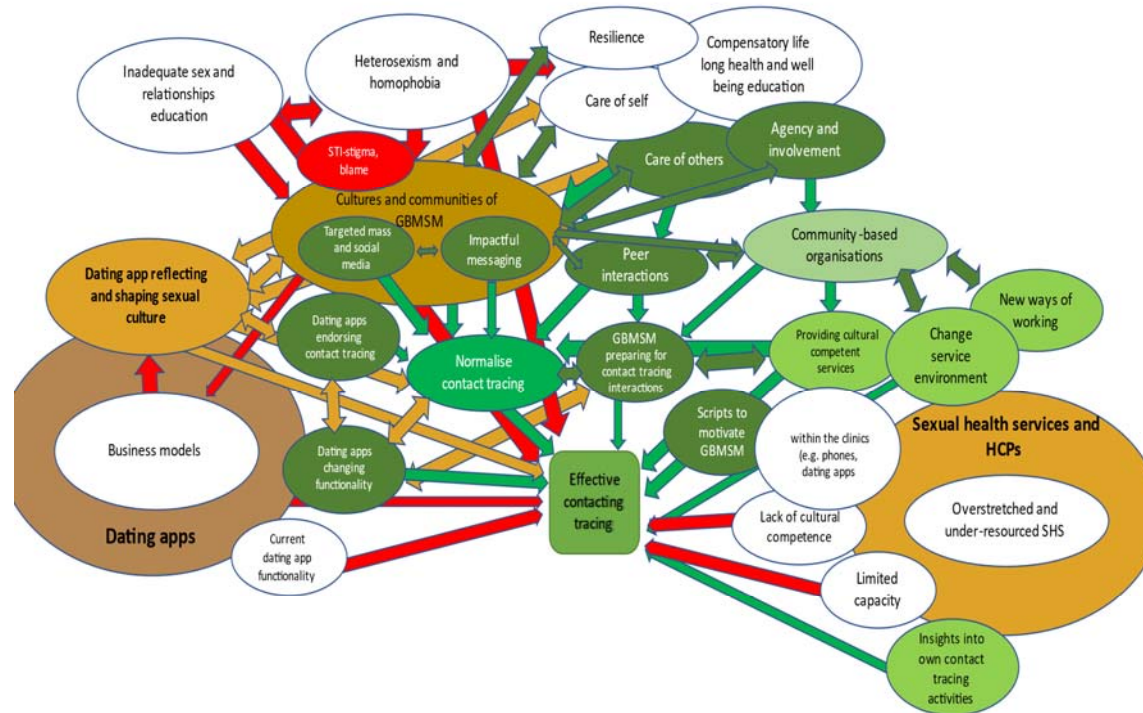 Resilience
Compensatory life
long health and well
being education
Inadequate sex and
relationships
education
Heterosexism and
homophobia
Care of self
Agency and
involvement
STI-stigma,
blame
Care of others
Cultures and communities of
GBMSM
Targeted mass
and social
media
Impactful
messaging
Peer
interactions
Community -based
organisations
Dating app reflecting
and shaping sexual
culture
New ways of
working
Dating apps
endorsing
contact tracing
Normalise
contact tracing
GBMSM
preparing for
contact tracing
interactions
Providing cultural
competent
services
Change
service
environment
Business models
Dating apps
changing
functionality
Scripts to
motivate
GBMSM
within the clinics
(e.g. phones,
dating apps
Sexual health services and
HCPs
Effective
contacting
tracing
Overstretched and
under-resourced SHS
Dating apps
Current
dating app
functionality
Lack of cultural
competence
Limited
capacity
Insights into
own contact
tracing
activities